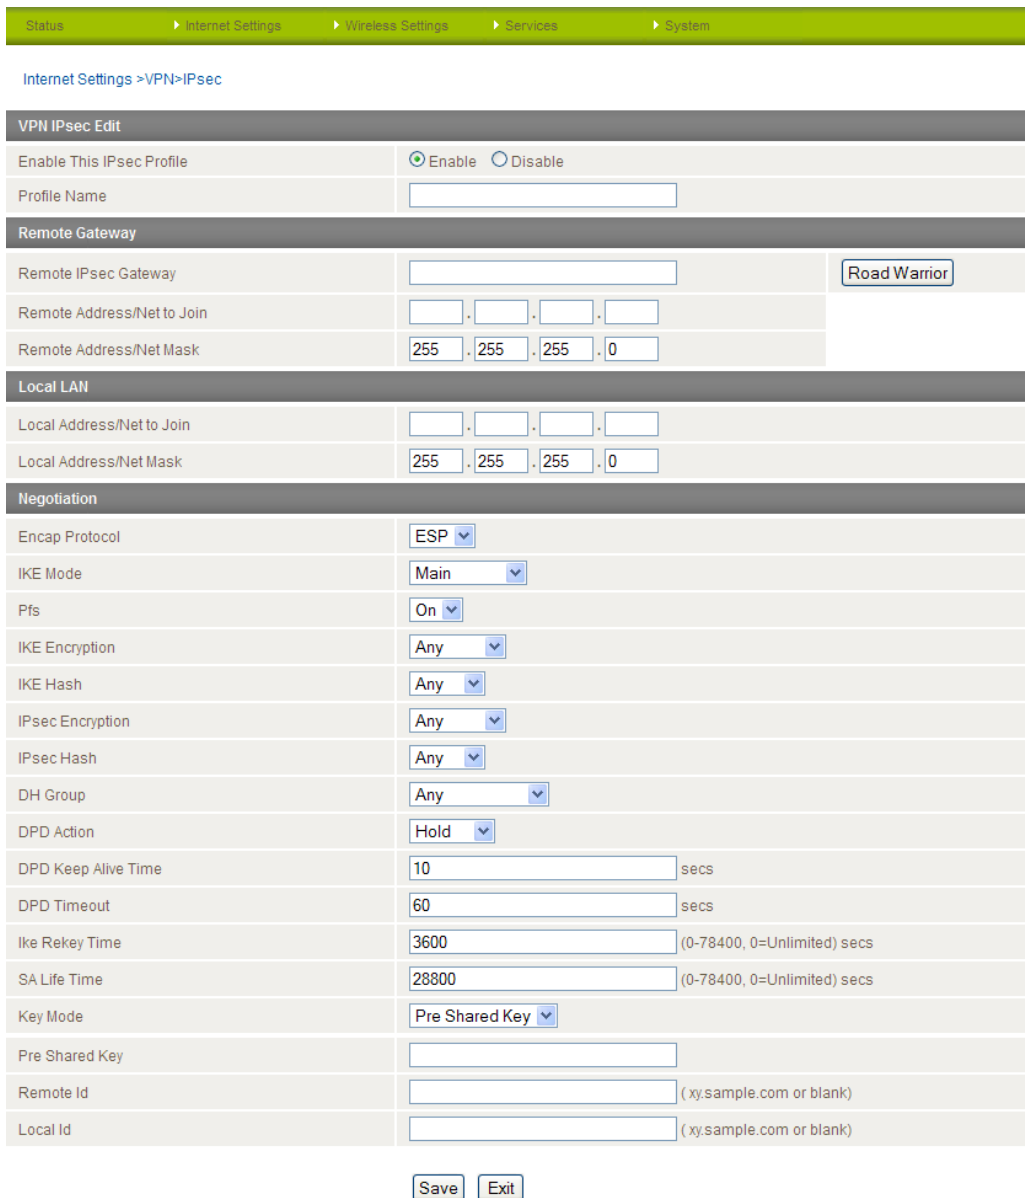 Status Internet Settings Wireless Settings Services System
Internet Settings >VPN>IPsec
VPN IPsec Edit
Enable This IPsec Profile Enable Disable
Profile Name
Remote Gateway
Remote IPsec Gateway Road Warrior
Remote Address/Net to Join . . .
Remote Address/Net Mask 255 . 255 . 255 . 0
Local LAN
Local Address/Net to Join . . .
Local Address/Net Mask 255 . 255 . 255 . 0
Negotiation
Encap Protocol ESP
IKE Mode Main
Pfs On
IKE Encryption Any
IKE Hash Any
IPsec Encryption Any
IPsec Hash Any
DH Group Any
DPD Action Hold
DPD Keep Alive Time 10 secs
DPD Timeout 60 secs
Ike Rekey Time 3600 (0-78400, 0=Unlimited) secs
SA Life Time 28800 (0-78400, 0=Unlimited) secs
Key Mode Pre Shared Key
Pre Shared Key
Remote Id ( xy.sample.com or blank)
Local Id ( xy.sample.com or blank)
Save Exit